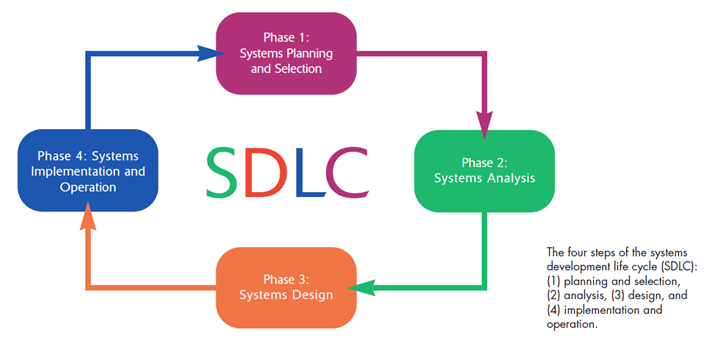 Phase 1:
Systems Planning
and Selection
Phase 4: Systems
Implementation and
Operation
SDLC
Phase 2:
Systems Analysis
Phase 3:
Systems Design
The four steps of the systems
development life cycle (SDLC):
(1) planning and selection,
(2) analysis, (3) design, and
(4) implementation and
operation.